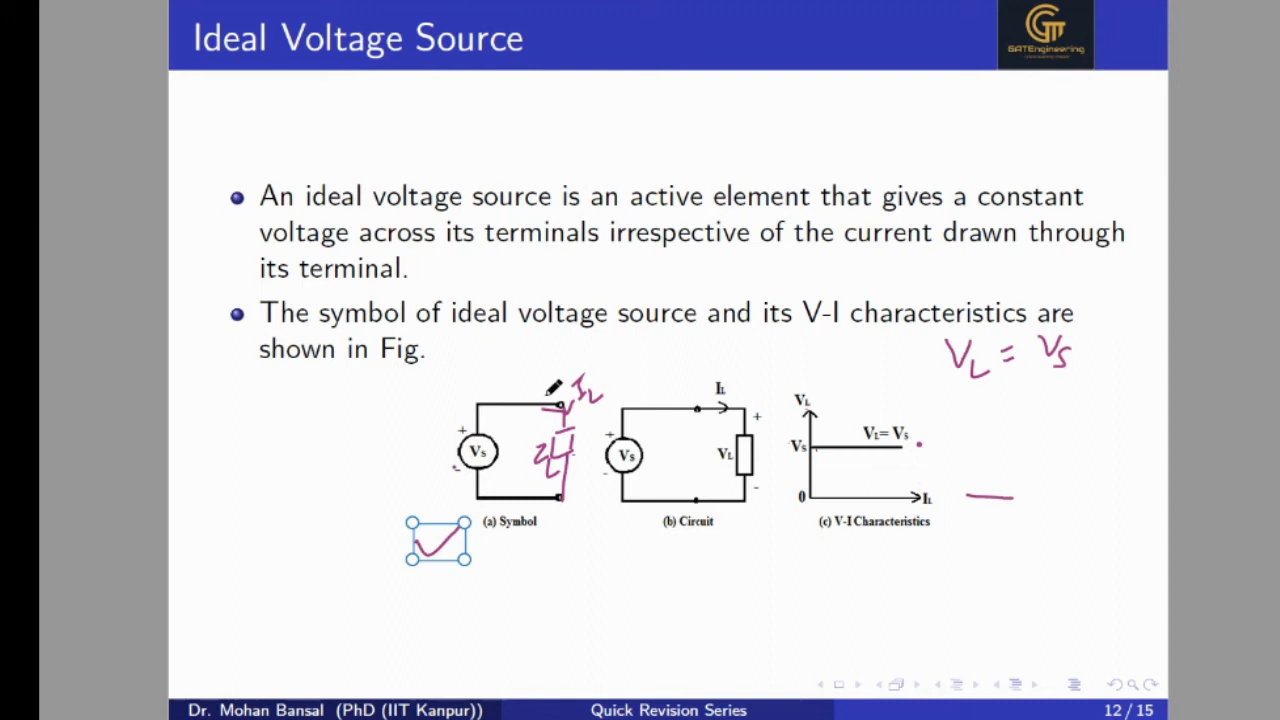 Ideal Voltage Source
GATEngineering
An ideal voltage source is an active element that gives a constant
voltage across its terminals irrespective of the current drawn through
its terminal.
The symbol of ideal voltage source and its V-I characteristics are
shown in Fig.
VL = VS
IL
+
Vs
-
ZL
(a) Symbol
IL
+
Vs
-
+
VL
-
(b) Circuit
VL
VL= Vs
Vs
0
IL
(c) V-I Characteristics
Dr. Mohan Bansal (PhD (IIT Kanpur)) Quick Revision Series 12 / 15